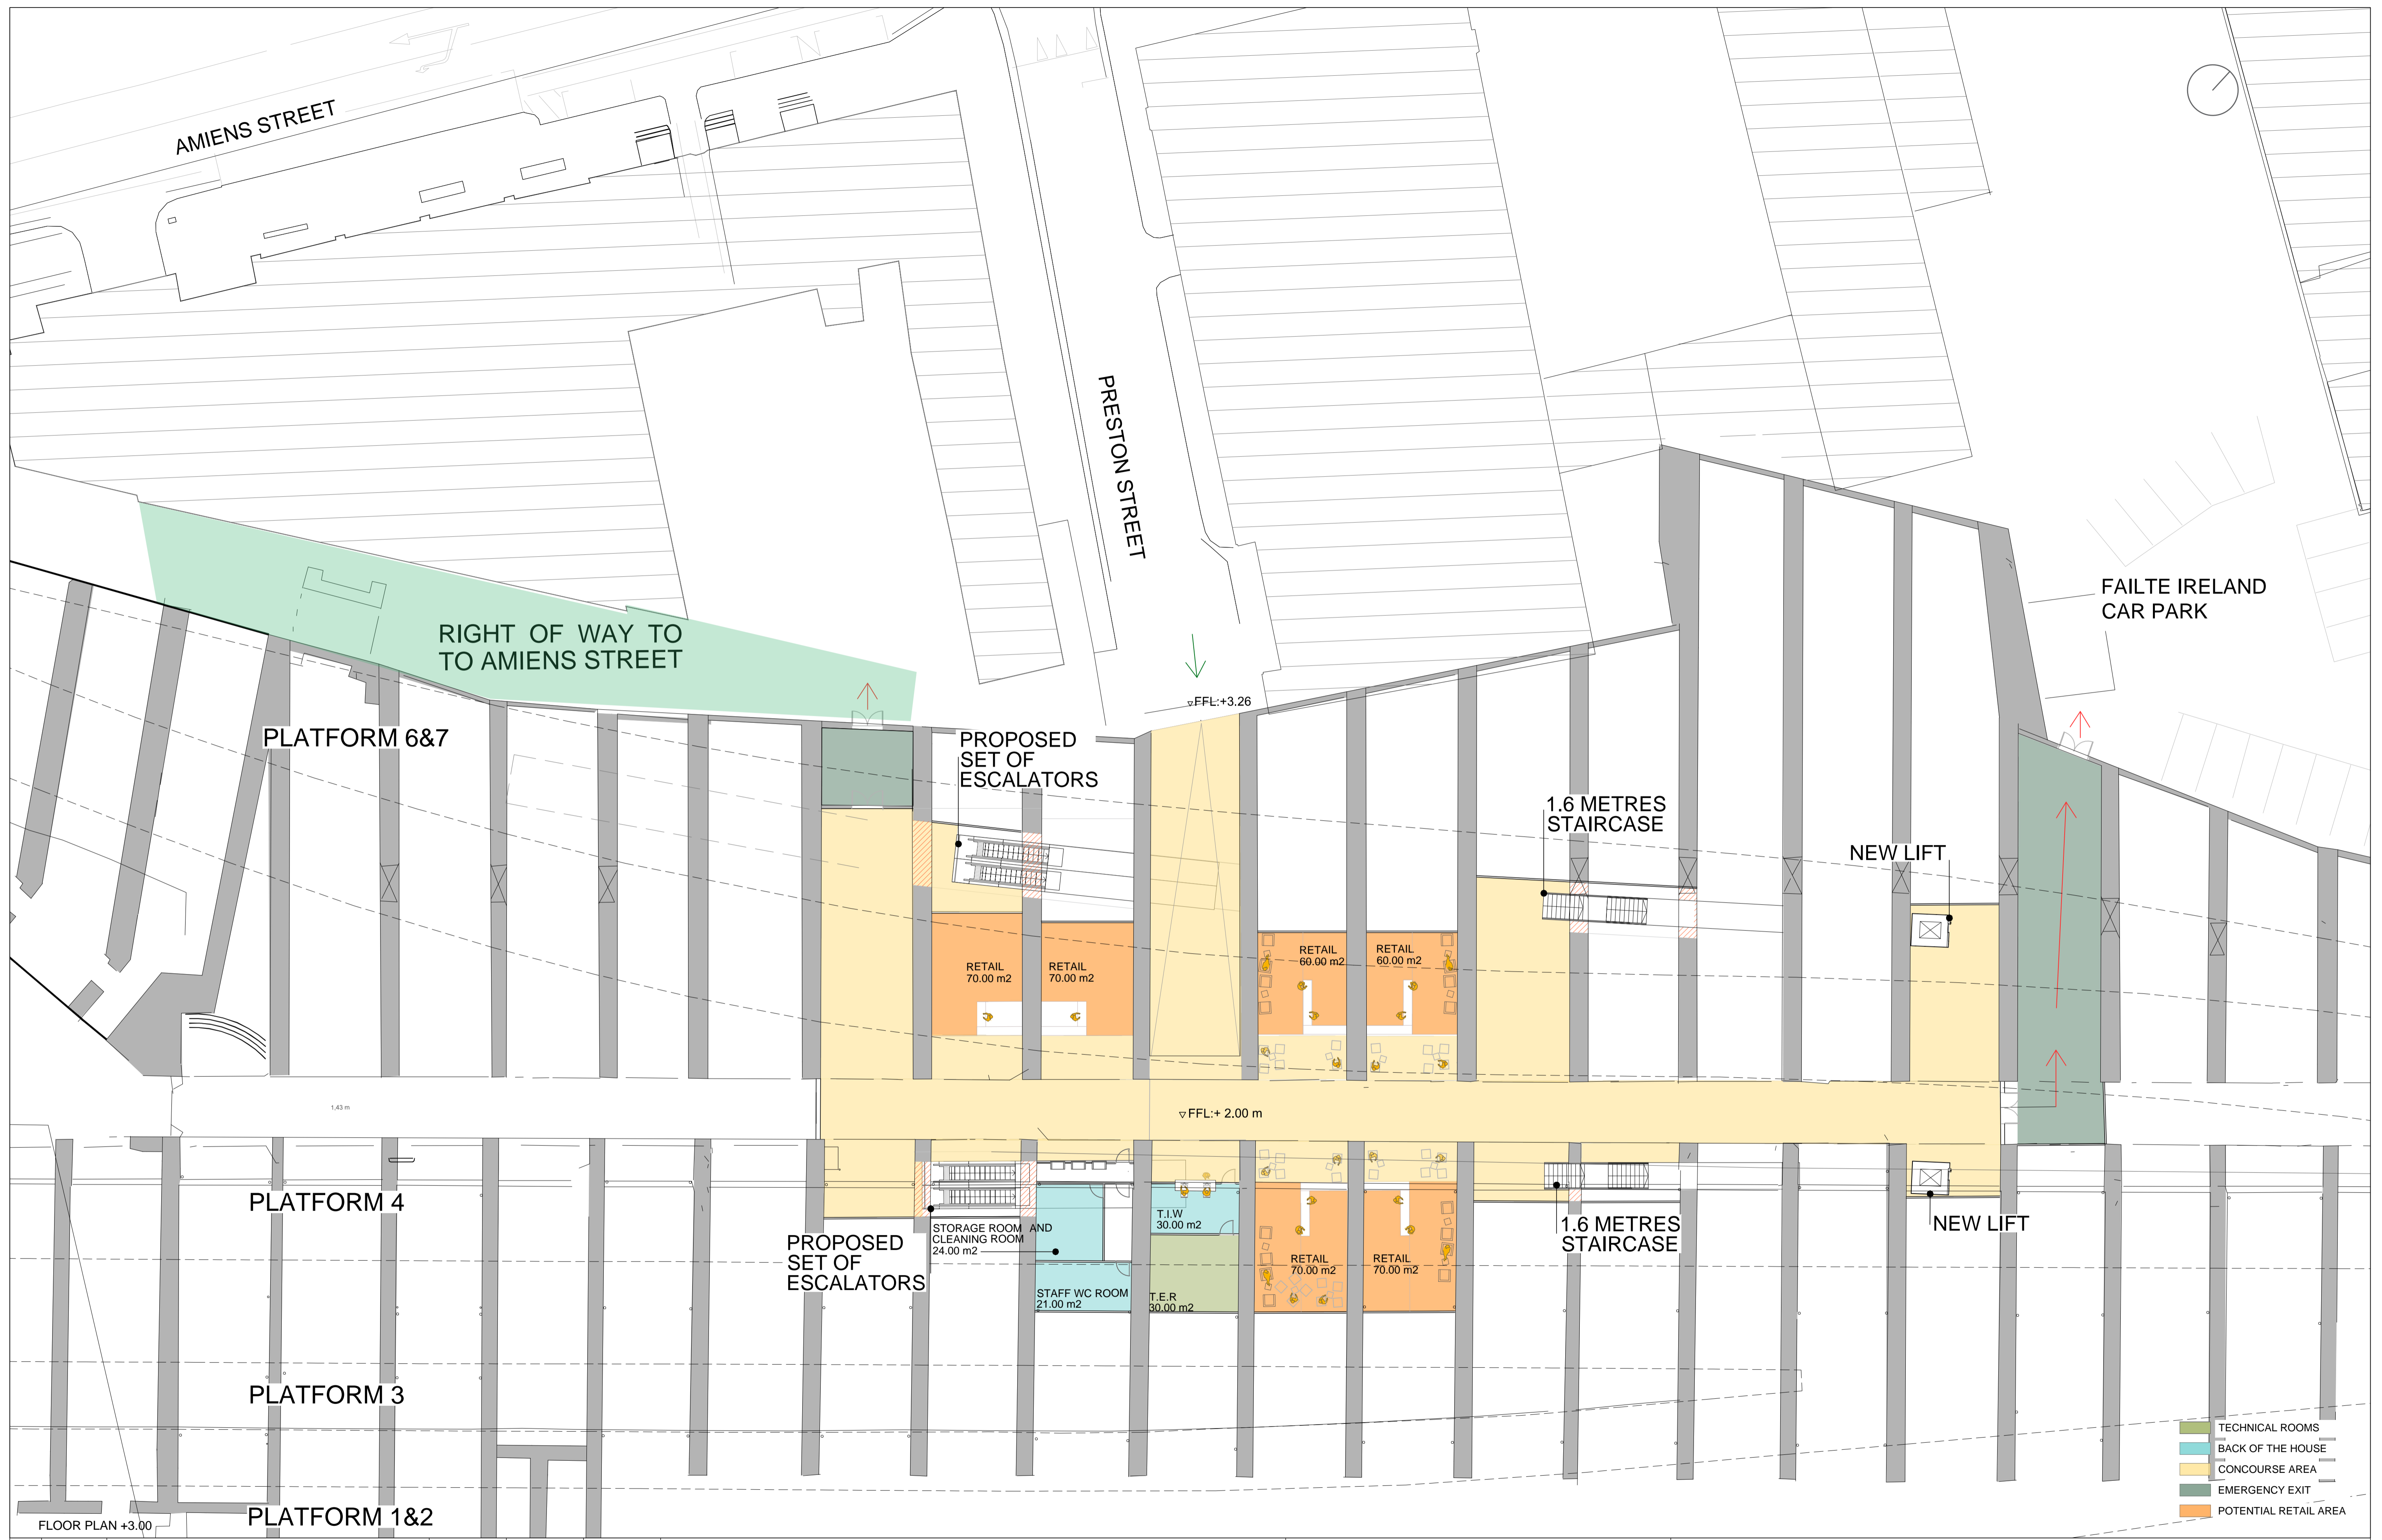 AMIENS STREET
PRESTON STREET
FAILTE IRELAND
CAR PARK
RIGHT OF WAY TO
TO AMIENS STREET
▽FFL:+3.26
PLATFORM 6&7
PROPOSED
SET OF
ESCALATORS
1.6 METRES
STAIRCASE
NEW LIFT
RETAIL
70.00 m2
RETAIL
70.00 m2
RETAIL
60.00 m2
RETAIL
60.00 m2
1,43 m
▽FFL:+ 2.00 m
PLATFORM 4
PROPOSED
SET OF
ESCALATORS
STORAGE ROOM AND
CLEANING ROOM
24.00 m2
T.I.W
30.00 m2
STAFF WC ROOM
21.00 m2
T.E.R
30.00 m2
RETAIL
70.00 m2
RETAIL
70.00 m2
1.6 METRES
STAIRCASE
NEW LIFT
PLATFORM 3
PLATFORM 1&2
FLOOR PLAN +3.00
TECHNICAL ROOMS
BACK OF THE HOUSE
CONCOURSE AREA
EMERGENCY EXIT
POTENTIAL RETAIL AREA